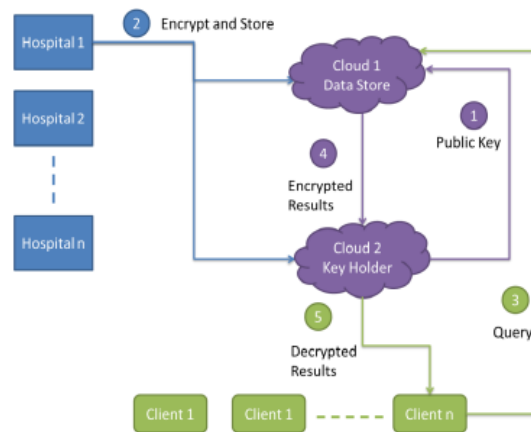 Hospital 1
2 Encrypt and Store
Cloud 1
Data Store
Hospital 2
1
Public Key
4
Encrypted
Results
Hospital n
Cloud 2
Key Holder
5
Decrypted
Results
3
Query
Client 1
Client 1
Client n